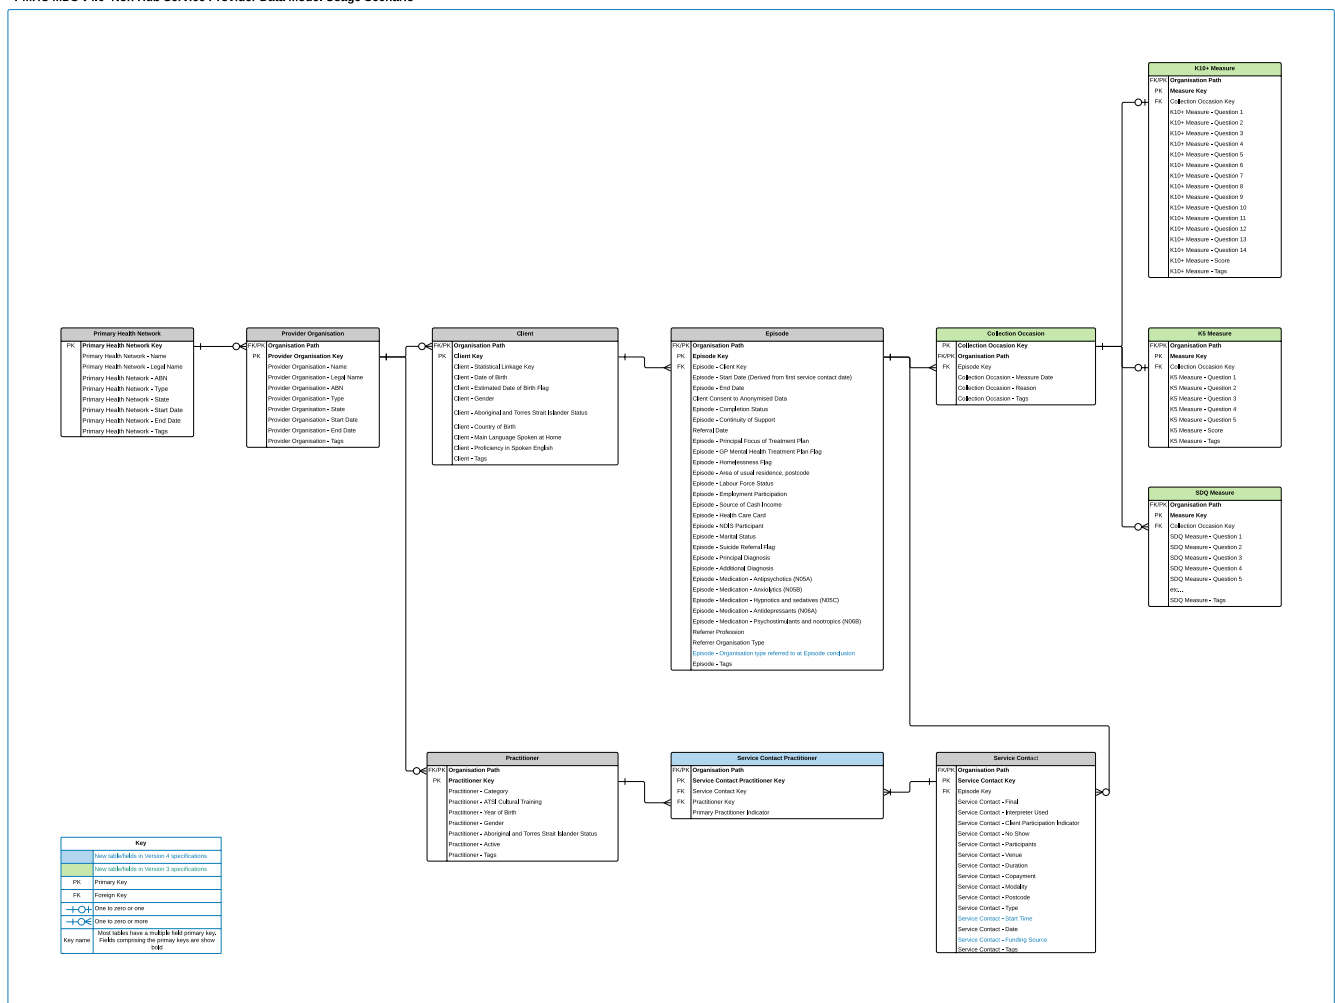 K10+ Measure
FK/PK Organisation Path
PK Measure Key
FK Collection Occasion Key
K10+ Measure - Question 1
K10+ Measure - Question 2
K10+ Measure - Question 3
K10+ Measure - Question 4
K10+ Measure - Question 5
K10+ Measure - Question 6
K10+ Measure - Question 7
K10+ Measure - Question 8
K10+ Measure - Question 9
K10+ Measure - Question 10
K10+ Measure - Question 11
K10+ Measure - Question 12
K10+ Measure - Question 13
K10+ Measure - Question 14
K10+ Measure - Score
K10+ Measure - Tags
Primary Health Network
PK Primary Health Network Key
Primary Health Network - Name
Primary Health Network - Legal Name
Primary Health Network - ABN
Primary Health Network - Type
Primary Health Network - State
Primary Health Network - Start Date
Primary Health Network - End Date
Primary Health Network - Tags
Provider Organisation
FK/PK Organisation Path
PK Provider Organisation Key
Provider Organisation - Name
Provider Organisation - Legal Name
Provider Organisation - ABN
Provider Organisation - Type
Provider Organisation - State
Provider Organisation - Start Date
Provider Organisation - End Date
Provider Organisation - Tags
Client
FK/PK Organisation Path
PK Client Key
Client - Statistical Linkage Key
Client - Date of Birth
Client - Estimated Date of Birth Flag
Client - Gender
Client - Aboriginal and Torres Strait Islander Status
Client - Country of Birth
Client - Main Language Spoken at Home
Client - Proficiency in Spoken English
Client - Tags
Episode
FK/PK Organisation Path
PK Episode Key
FK Episode - Client Key
Episode - Start Date (Derived from first service contact date)
Episode - End Date
Client Consent to Anonymised Data
Episode - Completion Status
Episode - Continuity of Support
Referral Date
Episode - Principal Focus of Treatment Plan
Episode - GP Mental Health Treatment Plan Flag
Episode - Homelessness Flag
Episode - Area of usual residence, postcode
Episode - Labour Force Status
Episode - Employment Participation
Episode - Source of Cash Income
Episode - Health Care Card
Episode - NDIS Participant
Episode - Marital Status
Episode - Suicide Referral Flag
Episode - Principal Diagnosis
Episode - Additional Diagnosis
Episode - Medication - Antipsychotics (N05A)
Episode - Medication - Anxiolytics (N05B)
Episode - Medication - Hypnotics and sedatives (N05C)
Episode - Medication - Antidepressants (N06A)
Episode - Medication - Psychostimulants and nootropics (N06B)
Referrer Profession
Referrer Organisation Type
Episode - Organisation type referred to at Episode conclusion
Episode - Tags
Collection Occasion
PK Collection Occasion Key
FK/PK Organisation Path
FK Episode Key
Collection Occasion - Measure Date
Collection Occasion - Reason
Collection Occasion - Tags
K5 Measure
FK/PK Organisation Path
PK Measure Key
FK Collection Occasion Key
K5 Measure - Question 1
K5 Measure - Question 2
K5 Measure - Question 3
K5 Measure - Question 4
K5 Measure - Question 5
K5 Measure - Score
K5 Measure - Tags
SDQ Measure
FK/PK Organisation Path
PK Measure Key
FK Collection Occasion Key
SDQ Measure - Question 1
SDQ Measure - Question 2
SDQ Measure - Question 3
SDQ Measure - Question 4
SDQ Measure - Question 5
etc...
SDQ Measure - Tags
Practitioner
FK/PK Organisation Path
PK Practitioner Key
Practitioner - Category
Practitioner - ATSI Cultural Training
Practitioner - Year of Birth
Practitioner - Gender
Practitioner - Aboriginal and Torres Strait Islander Status
Practitioner - Active
Practitioner - Tags
Service Contact Practitioner
FK/PK Organisation Path
PK Service Contact Practitioner Key
FK Service Contact Key
FK Practitioner Key
Primary Practitioner Indicator
Service Contact
FK/PK Organisation Path
PK Service Contact Key
FK Episode Key
Service Contact - Final
Service Contact - Interpreter Used
Service Contact - Client Participation Indicator
Service Contact - No Show
Service Contact - Participants
Service Contact - Venue
Service Contact - Duration
Service Contact - Copayment
Service Contact - Modality
Service Contact - Postcode
Service Contact - Type
Service Contact - Start Time
Service Contact - Date
Service Contact - Funding Source
Service Contact - Tags
Key
New table/fields in Version 4 specifications
New table/fields in Version 3 specifications
PK Primary Key
FK Foreign Key
One to zero or one
One to zero or more
Key name Most tables have a multiple field primary key.
Fields comprising the primay keys are show
bold